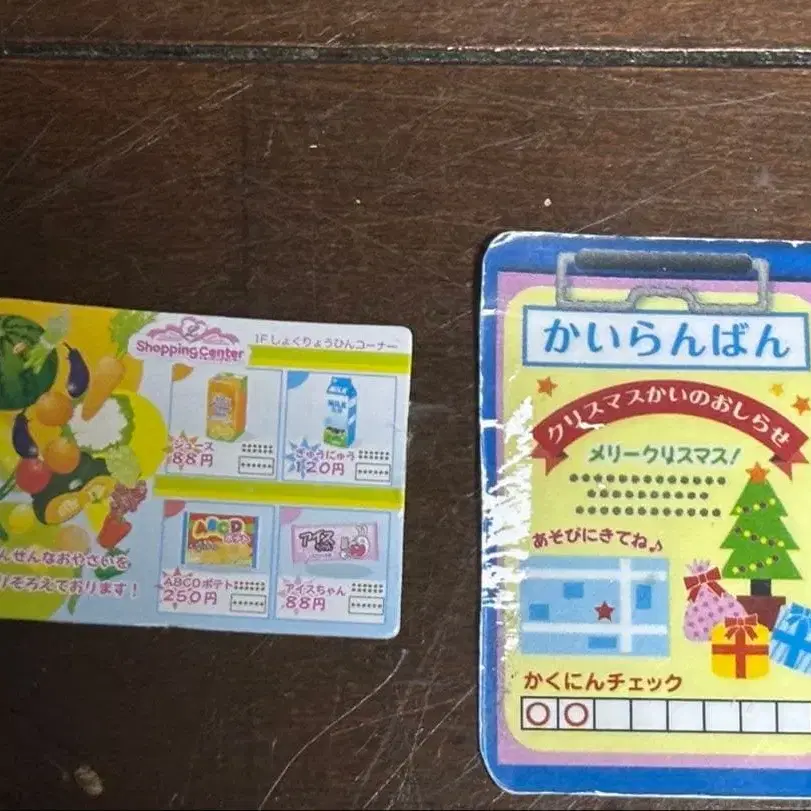 Shopping Center
1F しょくりょうひんコーナー
ジュース
88円
MILK
ぎゅうにゅう
120円
ABCD
ABCDポテト
250円
アイス
アイスちゃん
88円
んせんなおやさいを
りそろえております!
かいらんばん
クリスマスかいのおしらせ
メリークリスマス!
あそびにきてね♪
かくにんチェック